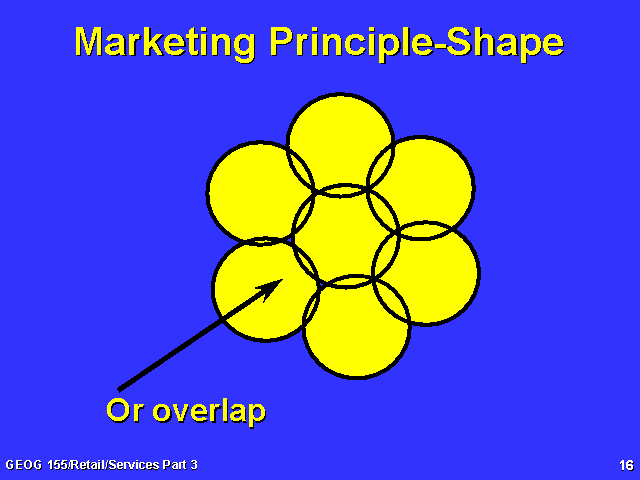 Marketing Principle-Shape
Or overlap
GEOG 155/Retail/Services Part 3
16